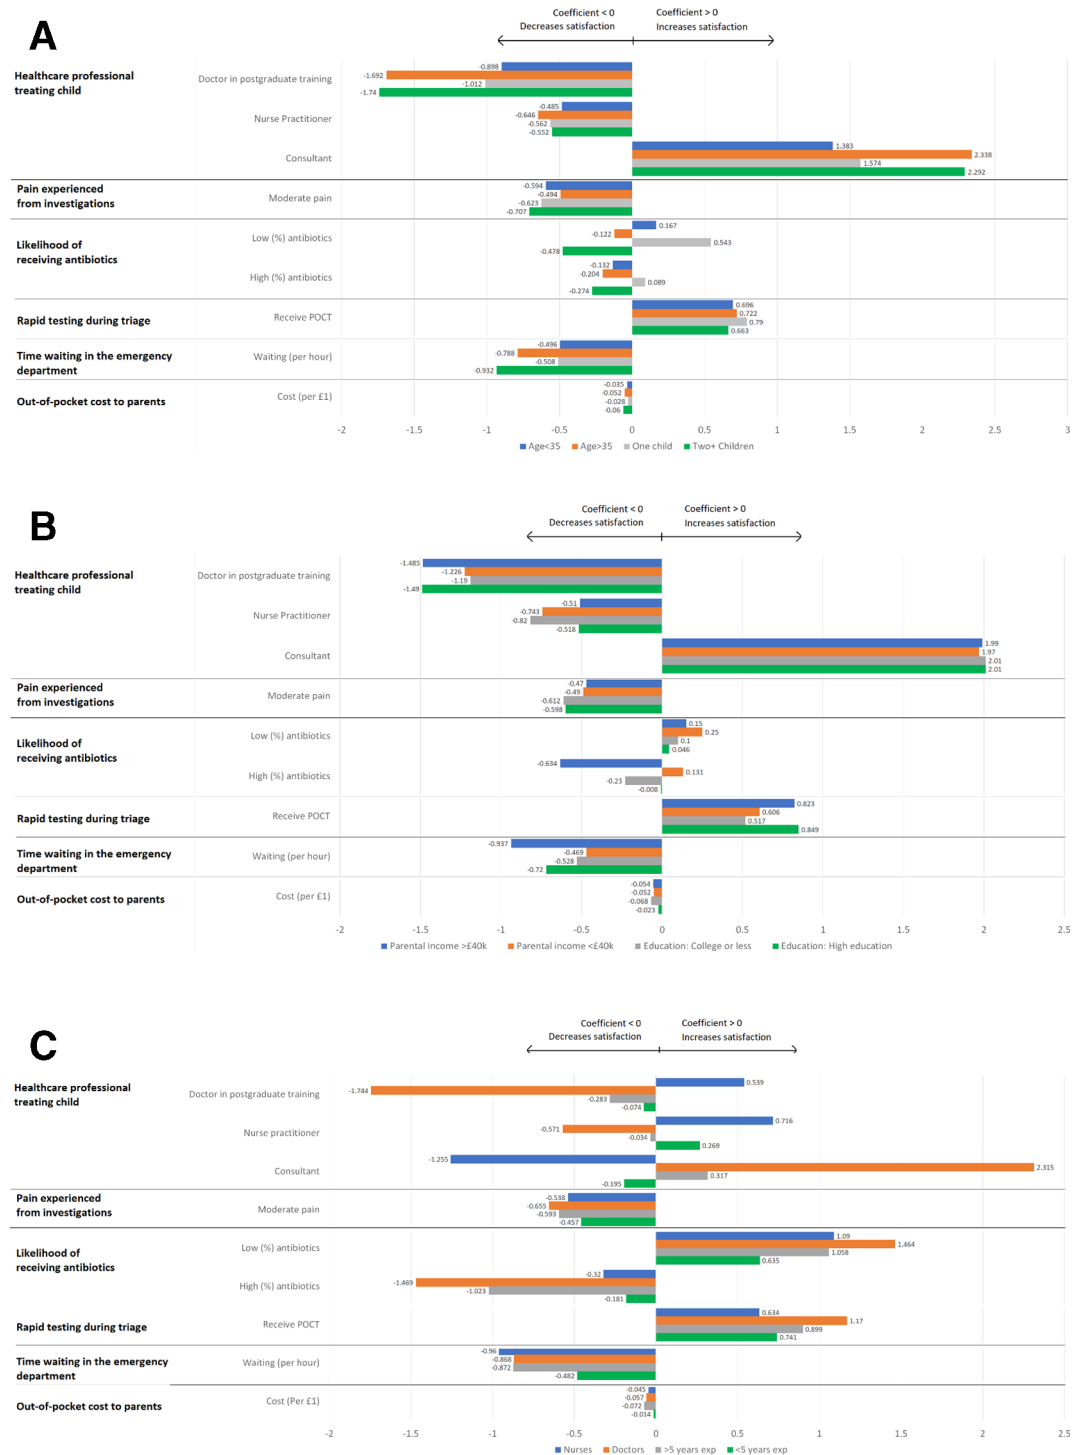 A
Coefficient < 0
Decreases satisfaction
Coefficient > 0
Increases satisfaction
Healthcare professional
treating child
Doctor in postgraduate training
-0.898
-1.692
-1.012
-1.74
Nurse Practitioner
-0.485
-0.646
-0.562
-0.552
Consultant
1.383
2.338
1.574
2.292
Pain experienced
from investigations
Moderate pain
-0.594
-0.494
-0.623
-0.707
Likelihood of
receiving antibiotics
Low (%) antibiotics
0.167
-0.122
0.543
-0.478
High (%) antibiotics
-0.132
-0.204
0.089
-0.274
Rapid testing during triage
Receive POCT
0.696
0.722
0.79
0.663
Time waiting in the emergency
department
Waiting (per hour)
-0.496
-0.788
-0.508
-0.932
Out-of-pocket cost to parents
Cost (per £1)
-0.035
-0.052
-0.028
-0.06
-2 -1.5 -1 -0.5 0 0.5 1 1.5 2 2.5 3
Age<35 Age>35 One child Two+ Children
B
Coefficient < 0
Decreases satisfaction
Coefficient > 0
Increases satisfaction
Healthcare professional
treating child
Doctor in postgraduate training
-1.485
-1.226
-1.19
-1.49
Nurse Practitioner
-0.51
-0.743
-0.82
-0.518
Consultant
1.99
1.97
2.01
2.01
Pain experienced
from investigations
Moderate pain
-0.47
-0.49
-0.612
-0.598
Likelihood of
receiving antibiotics
Low (%) antibiotics
0.15
0.25
0.1
0.046
High (%) antibiotics
-0.634
0.131
-0.23
-0.008
Rapid testing during triage
Receive POCT
0.823
0.606
0.517
0.849
Time waiting in the emergency
department
Waiting (per hour)
-0.937
-0.469
-0.528
-0.72
Out-of-pocket cost to parents
Cost (per £1)
-0.054
-0.052
-0.068
-0.023
-2 -1.5 -1 -0.5 0 0.5 1 1.5 2 2.5
Parental income >£40k Parental income <£40k Education: College or less Education: High education
C
Coefficient < 0
Decreases satisfaction
Coefficient > 0
Increases satisfaction
Healthcare professional
treating child
Doctor in postgraduate training
0.539
-1.744
-0.283
-0.074
Nurse practitioner
0.716
-0.571
-0.034
0.269
Consultant
-1.255
2.315
0.317
-0.195
Pain experienced
from investigations
Moderate pain
-0.538
-0.655
-0.593
-0.457
Likelihood of
receiving antibiotics
Low (%) antibiotics
1.09
1.464
1.058
0.635
High (%) antibiotics
-0.32
-1.469
-1.023
-0.181
Rapid testing during triage
Receive POCT
0.634
1.17
0.899
0.741
Time waiting in the emergency
department
Waiting (per hour)
-0.96
-0.868
-0.872
-0.482
Out-of-pocket cost to parents
Cost (Per £1)
-0.045
-0.057
-0.072
-0.014
-2 -1.5 -1 -0.5 0 0.5 1 1.5 2 2.5
Nurses Doctors >5 years exp <5 years exp